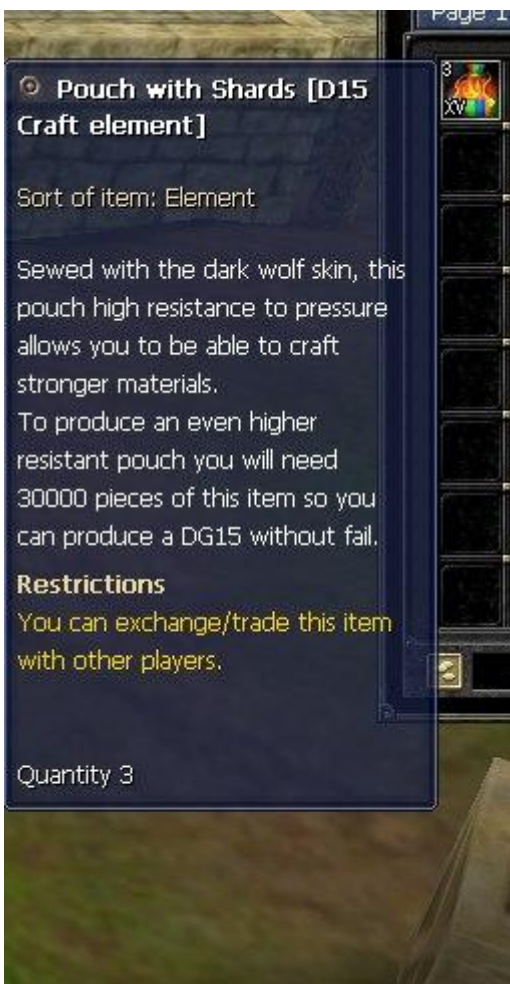 Page 1
Pouch with Shards [D15
Craft element]
Sort of item: Element
Sewed with the dark wolf skin, this
pouch high resistance to pressure
allows you to be able to craft
stronger materials.
To produce an even higher
resistant pouch you will need
30000 pieces of this item so you
can produce a DG15 without fail.
Restrictions
You can exchange/trade this item
with other players.
Quantity 3
3
XV